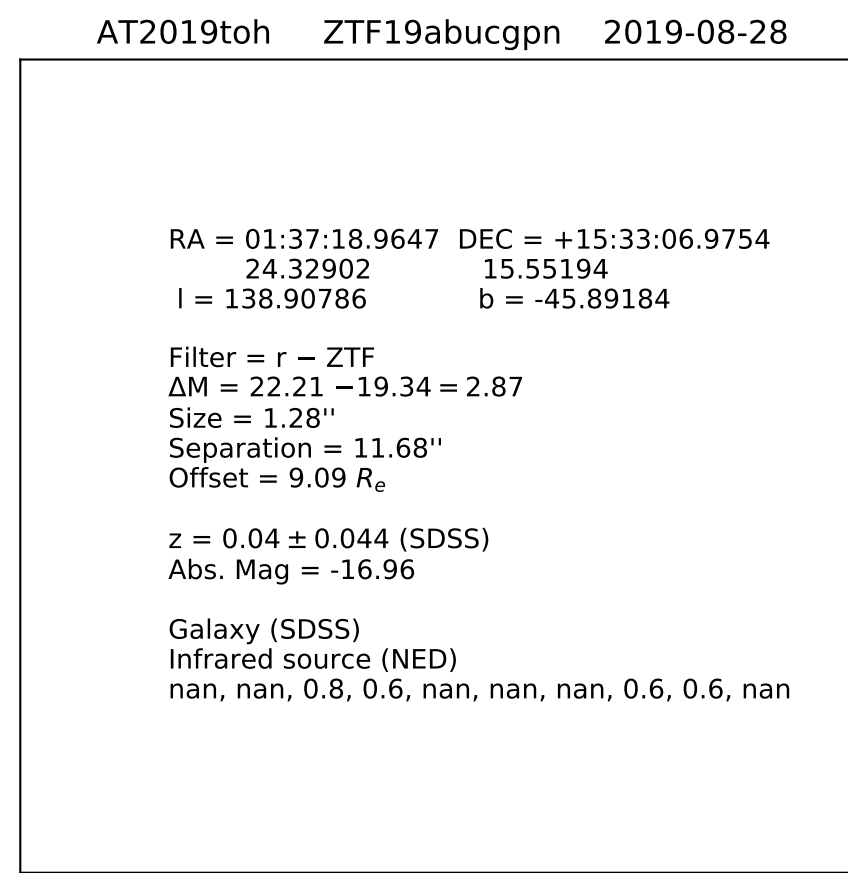 AT2019toh ZTF19abucgpn 2019-08-28
RA = 01:37:18.9647 DEC = +15:33:06.9754
24.32902 15.55194
l = 138.90786 b = -45.89184
Filter = r − ZTF
ΔM = 22.21 −19.34 = 2.87
Size = 1.28''
Separation = 11.68''
Offset = 9.09 Re
z = 0.04 ± 0.044 (SDSS)
Abs. Mag = -16.96
Galaxy (SDSS)
Infrared source (NED)
nan, nan, 0.8, 0.6, nan, nan, nan, 0.6, 0.6, nan